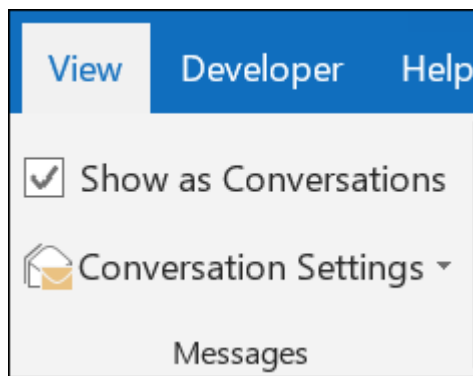 View Developer Help
Show as Conversations
Conversation Settings
Messages